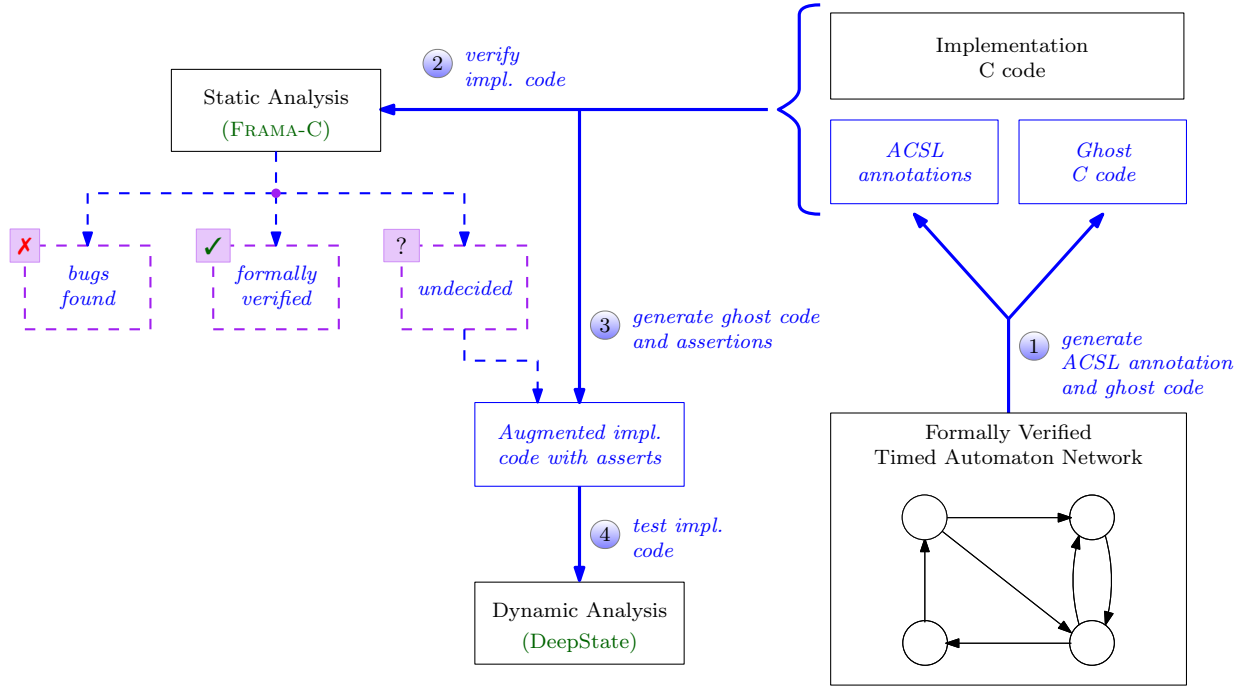 Implementation
C code
2
verify
impl. code
Static Analysis
(FRAMA-C)
ACSL
annotations
Ghost
C code
✗
bugs
found
✓
formally
verified
?
undecided
3
generate ghost code
and assertions
1
generate
ACSL annotation
and ghost code
Augmented impl.
code with asserts
Formally Verified
Timed Automaton Network
4
test impl.
code
Dynamic Analysis
(DeepState)